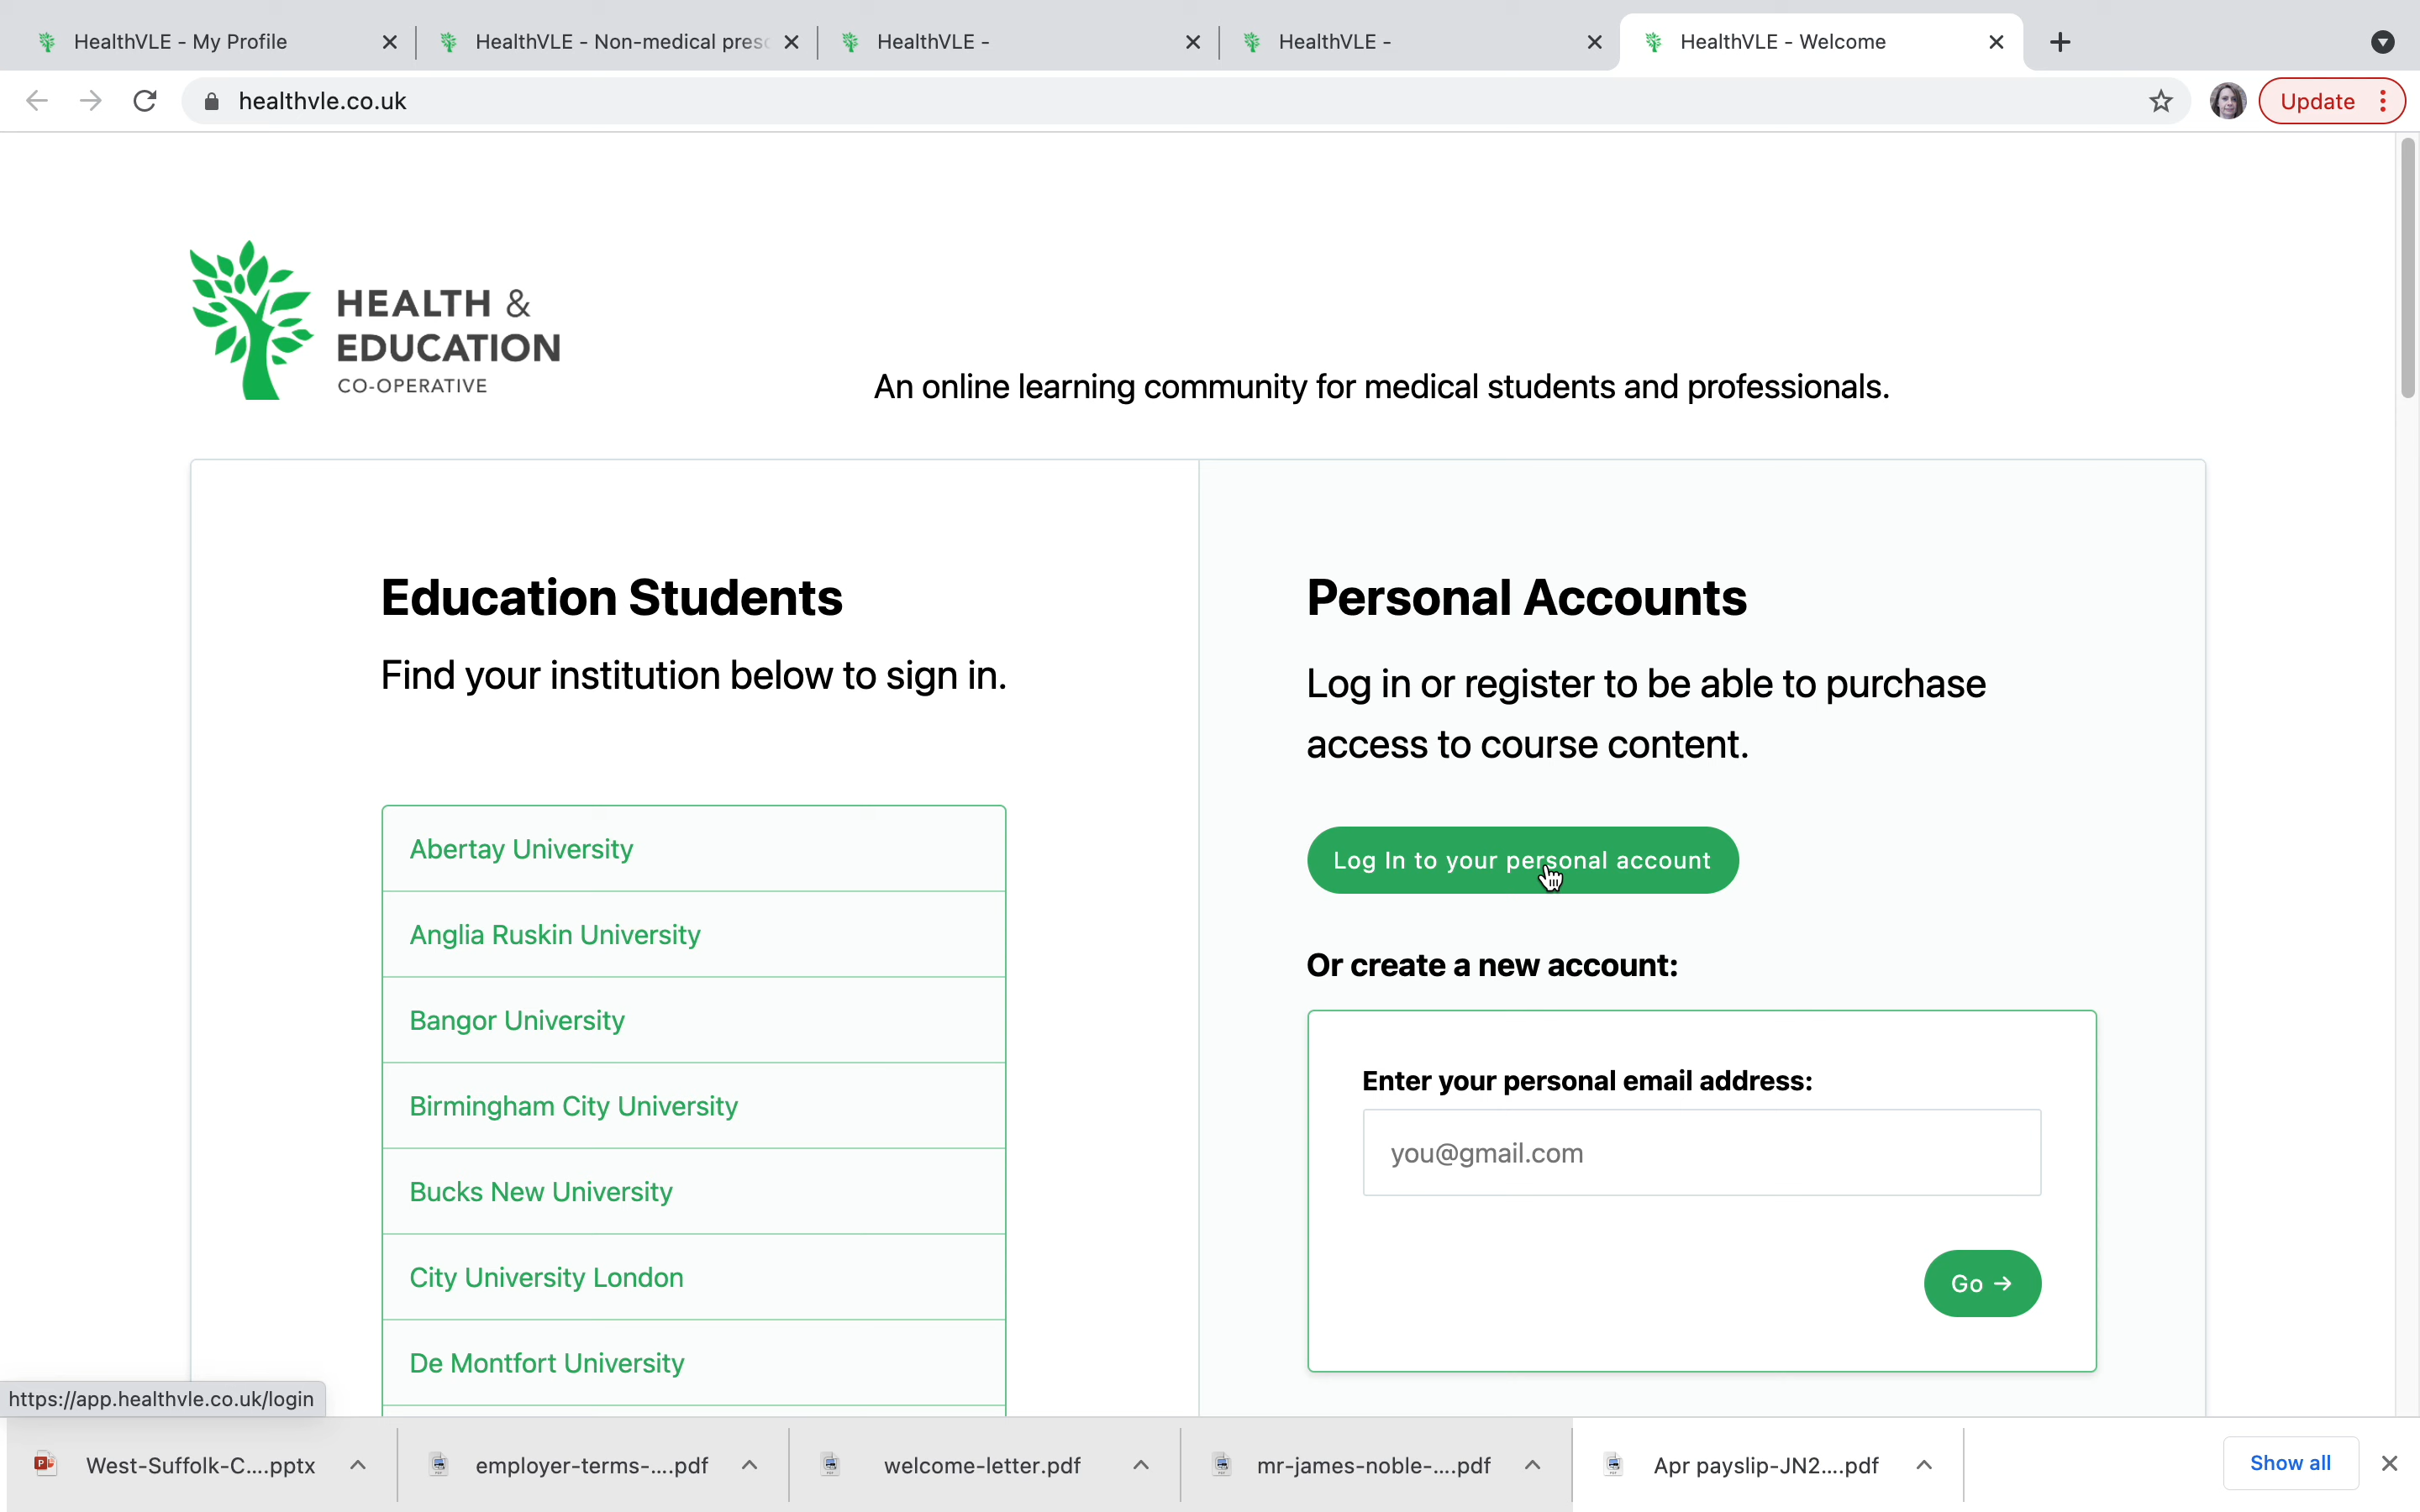 HealthVLE - My Profile
HealthVLE - Non-medical presc
HealthVLE -
HealthVLE -
HealthVLE - Welcome
healthvle.co.uk
Update
HEALTH &
EDUCATION
CO-OPERATIVE
An online learning community for medical students and professionals.
Education Students
Find your institution below to sign in.
Abertay University
Anglia Ruskin University
Bangor University
Birmingham City University
Bucks New University
City University London
De Montfort University
Personal Accounts
Log in or register to be able to purchase
access to course content.
Log In to your personal account
Or create a new account:
Enter your personal email address:
you@gmail.com
Go →
https://app.healthvle.co.uk/login
West-Suffolk-C....pptx
employer-terms-....pdf
welcome-letter.pdf
mr-james-noble-....pdf
Apr payslip-JN2....pdf
Show all